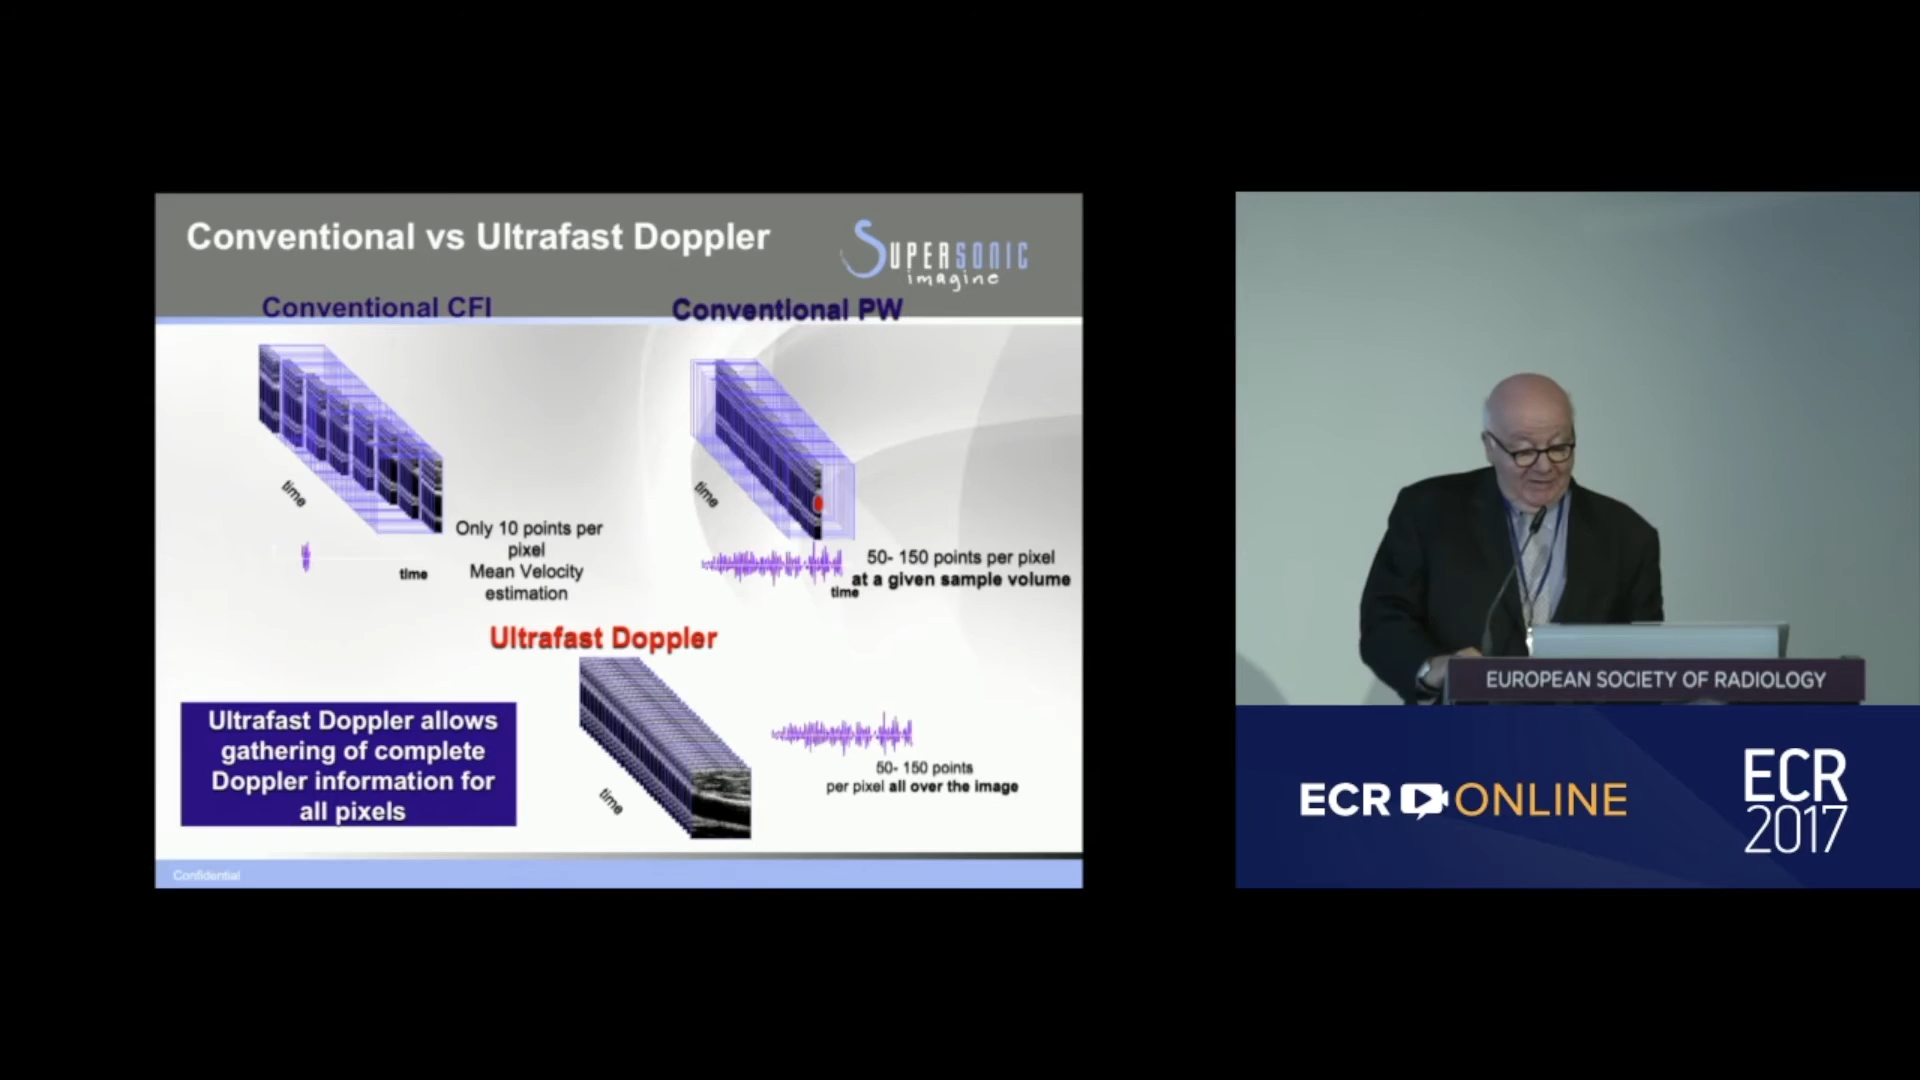 Conventional vs Ultrafast Doppler
SUPERSONIC
imagine
Conventional CFI
Conventional PW
time
time
Only 10 points per
pixel
Mean Velocity
estimation
time
50- 150 points per pixel
at a given sample volume
time
Ultrafast Doppler
Ultrafast Doppler allows
gathering of complete
Doppler information for
all pixels
time
50- 150 points
per pixel all over the image
Confidential
EUROPEAN SOCIETY OF RADIOLOGY
ECR ONLINE
ECR
2017